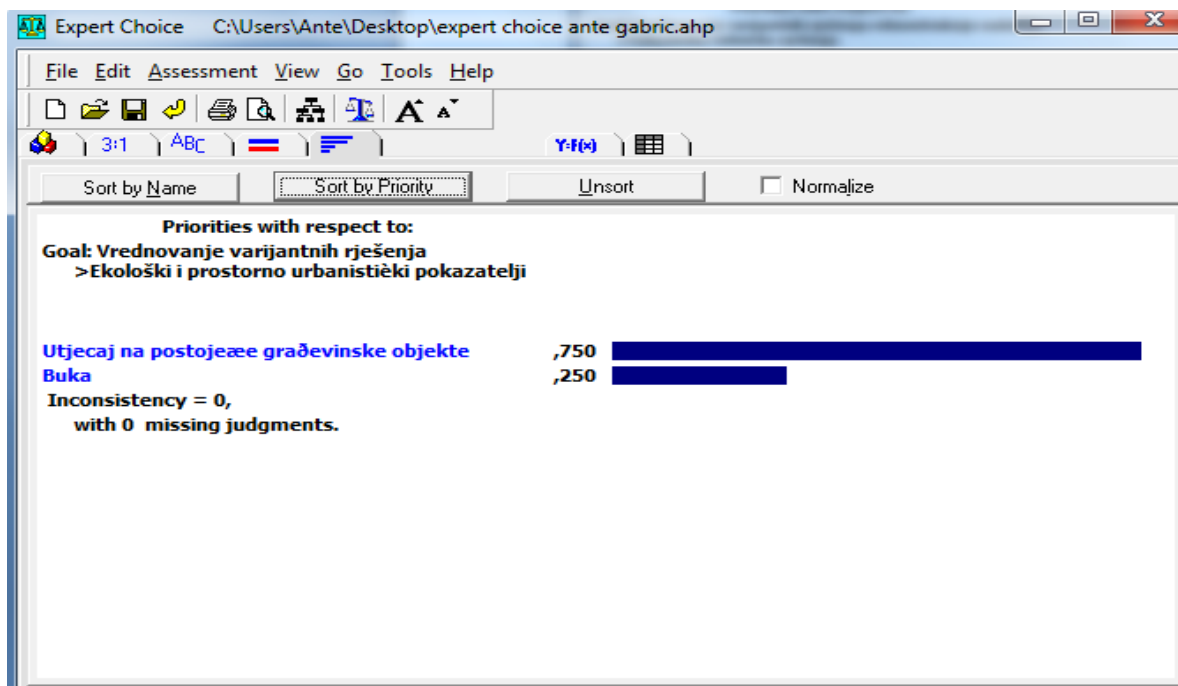 Expert Choice C:\Users\Ante\Desktop\expert choice ante gabric.ahp
File Edit Assessment View Go Tools Help
A A
3:1 ABC Y=F(x)
Sort by Name Sort by Priority Unsort Normalize
Priorities with respect to:
Goal: Vrednovanje varijantnih rješenja
>Ekološki i prostorno urbanistièki pokazatelji
Utjecaj na postojeæe graðevinske objekte ,750
Buka ,250
Inconsistency = 0,
with 0 missing judgments.